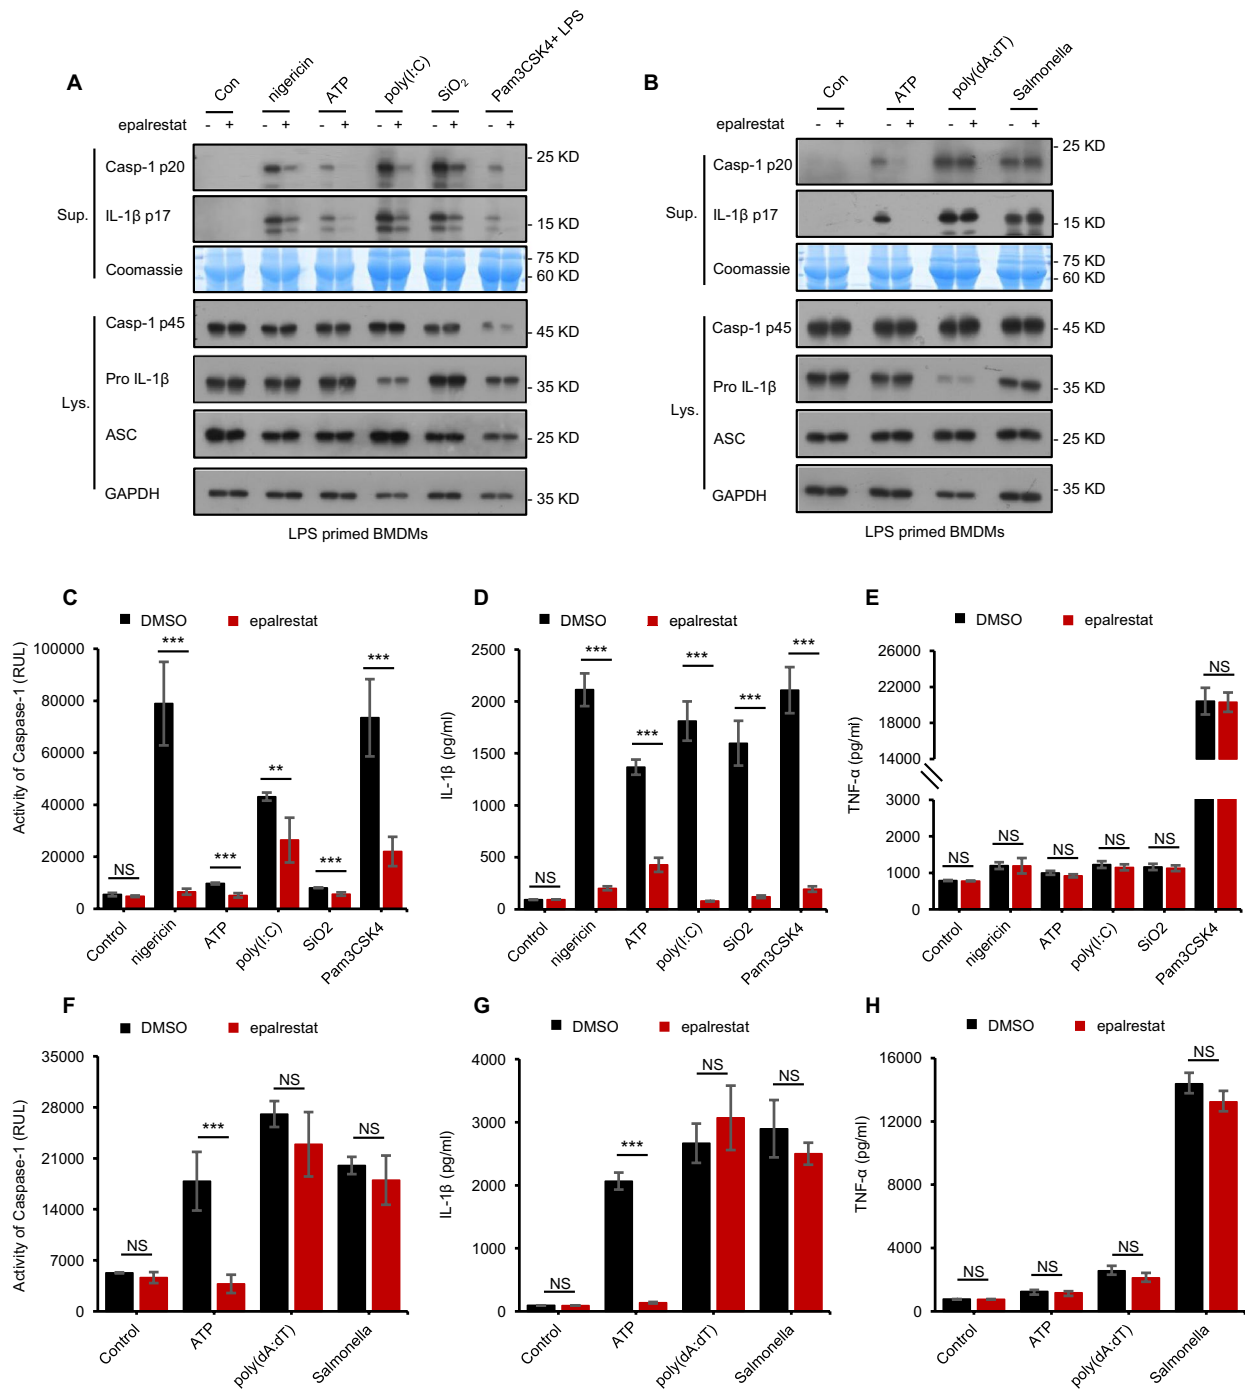 A
Con
nigericin
ATP
poly(I:C)
SiO2
Pam3CSK4+ LPS
epalrestat - + - + - + - + - + - +
Sup.
Casp-1 p20
25 KD
IL-1β p17
15 KD
Coomassie
75 KD
60 KD
Lys.
Casp-1 p45
45 KD
Pro IL-1β
35 KD
ASC
25 KD
GAPDH
35 KD
LPS primed BMDMs
B
Con
ATP
poly(dA:dT)
Salmonella
epalrestat - + - + - + - +
Sup.
Casp-1 p20
25 KD
IL-1β p17
15 KD
Coomassie
75 KD
60 KD
Lys.
Casp-1 p45
45 KD
Pro IL-1β
35 KD
ASC
25 KD
GAPDH
35 KD
LPS primed BMDMs
C
DMSO epalrestat
Activity of Caspase-1 (RUL)
100000
80000
60000
40000
20000
0
NS
***
***
**
***
***
Control
nigericin
ATP
poly(I:C)
SiO2
Pam3CSK4
D
DMSO epalrestat
IL-1β (pg/ml)
2500
2000
1500
1000
500
0
NS
***
***
***
***
***
Control
nigericin
ATP
poly(I:C)
SiO2
Pam3CSK4
E
DMSO epalrestat
TNF-α (pg/ml)
26000
22000
18000
14000
3000
2000
1000
0
NS
NS
NS
NS
NS
NS
Control
nigericin
ATP
poly(I:C)
SiO2
Pam3CSK4
F
DMSO epalrestat
Activity of Caspase-1 (RUL)
35000
28000
21000
14000
7000
0
NS
***
NS
NS
Control
ATP
poly(dA:dT)
Salmonella
G
DMSO epalrestat
IL-1β (pg/ml)
4000
3000
2000
1000
0
NS
***
NS
NS
Control
ATP
poly(dA:dT)
Salmonella
H
DMSO epalrestat
TNF-α (pg/ml)
16000
12000
8000
4000
0
NS
NS
NS
NS
Control
ATP
poly(dA:dT)
Salmonella